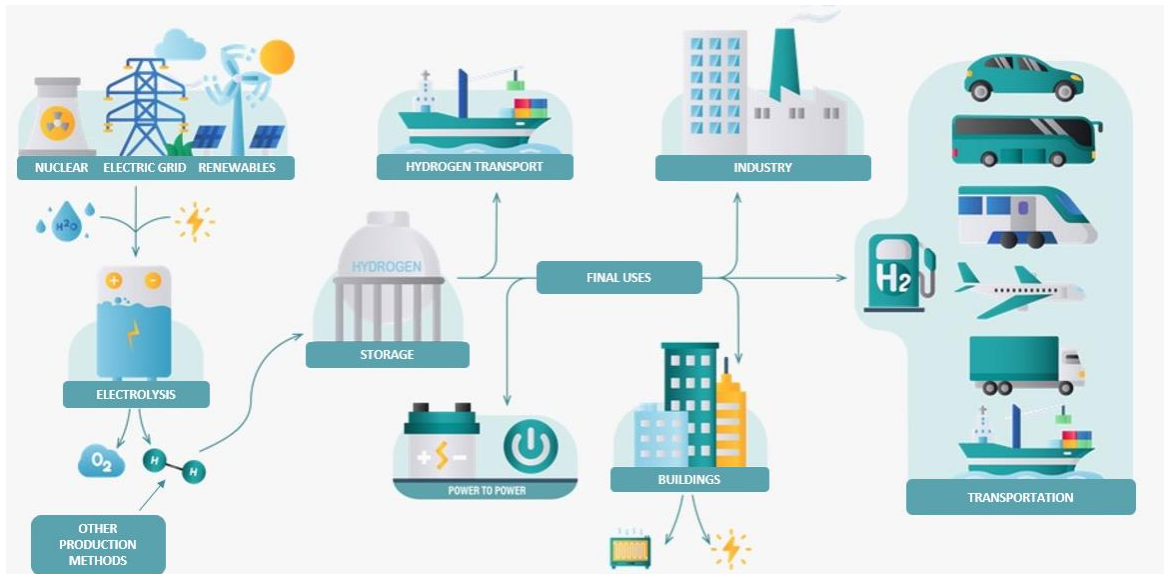 NUCLEAR ELECTRIC GRID RENEWABLES
HYDROGEN TRANSPORT
INDUSTRY
H²O
HYDROGEN
FINAL USES
H2
STORAGE
ELECTROLYSIS
O2
H H
POWER TO POWER
BUILDINGS
TRANSPORTATION
OTHER
PRODUCTION
METHODS